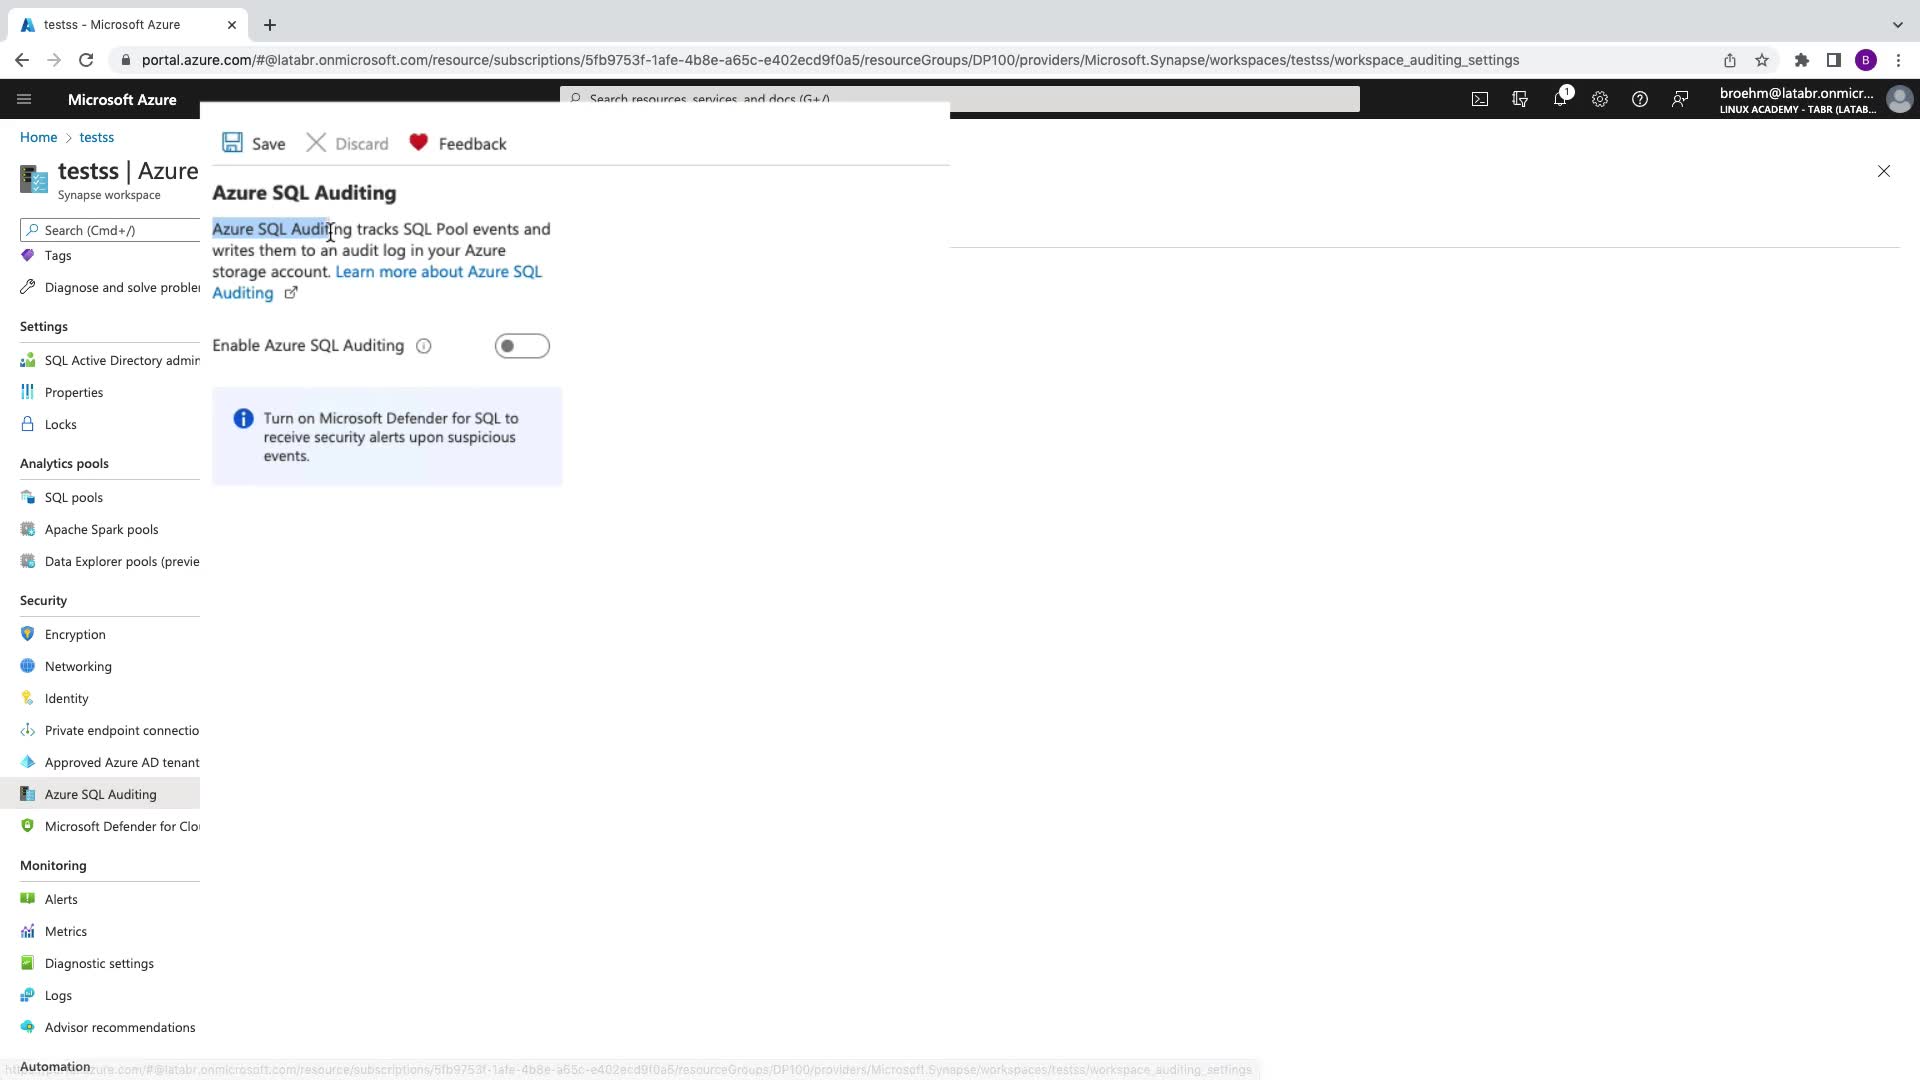 testss - Microsoft Azure
portal.azure.com/#@latabr.onmicrosoft.com/resource/subscriptions/5fb9753f-1afe-4b8e-a65c-e402ecd9f0a5/resourceGroups/DP100/providers/Microsoft.Synapse/workspaces/testss/workspace_auditing_settings
B
Microsoft Azure
Search resources, services, and docs (G+/)
1
broehm@latabr.onmicr...
LINUX ACADEMY - TABR (LATAB...
Home > testss
testss | Azure
Synapse workspace
Search (Cmd+/)
Tags
Diagnose and solve probler
Settings
SQL Active Directory admin
Properties
Locks
Analytics pools
SQL pools
Apache Spark pools
Data Explorer pools (previe
Security
Encryption
Networking
Identity
Private endpoint connectio
Approved Azure AD tenant
Azure SQL Auditing
Microsoft Defender for Clou
Monitoring
Alerts
Metrics
Diagnostic settings
Logs
Advisor recommendations
Automation
Save
Discard
Feedback
Azure SQL Auditing
Azure SQL Auditing tracks SQL Pool events and
writes them to an audit log in your Azure
storage account. Learn more about Azure SQL
Auditing
Enable Azure SQL Auditing
Turn on Microsoft Defender for SQL to
receive security alerts upon suspicious
events.
https://portal.azure.com/#@latabr.onmicrosoft.com/resource/subscriptions/5fb9753f-1afe-4b8e-a65c-e402ecd9f0a5/resourceGroups/DP100/providers/Microsoft.Synapse/workspaces/testss/workspace_auditing_settings